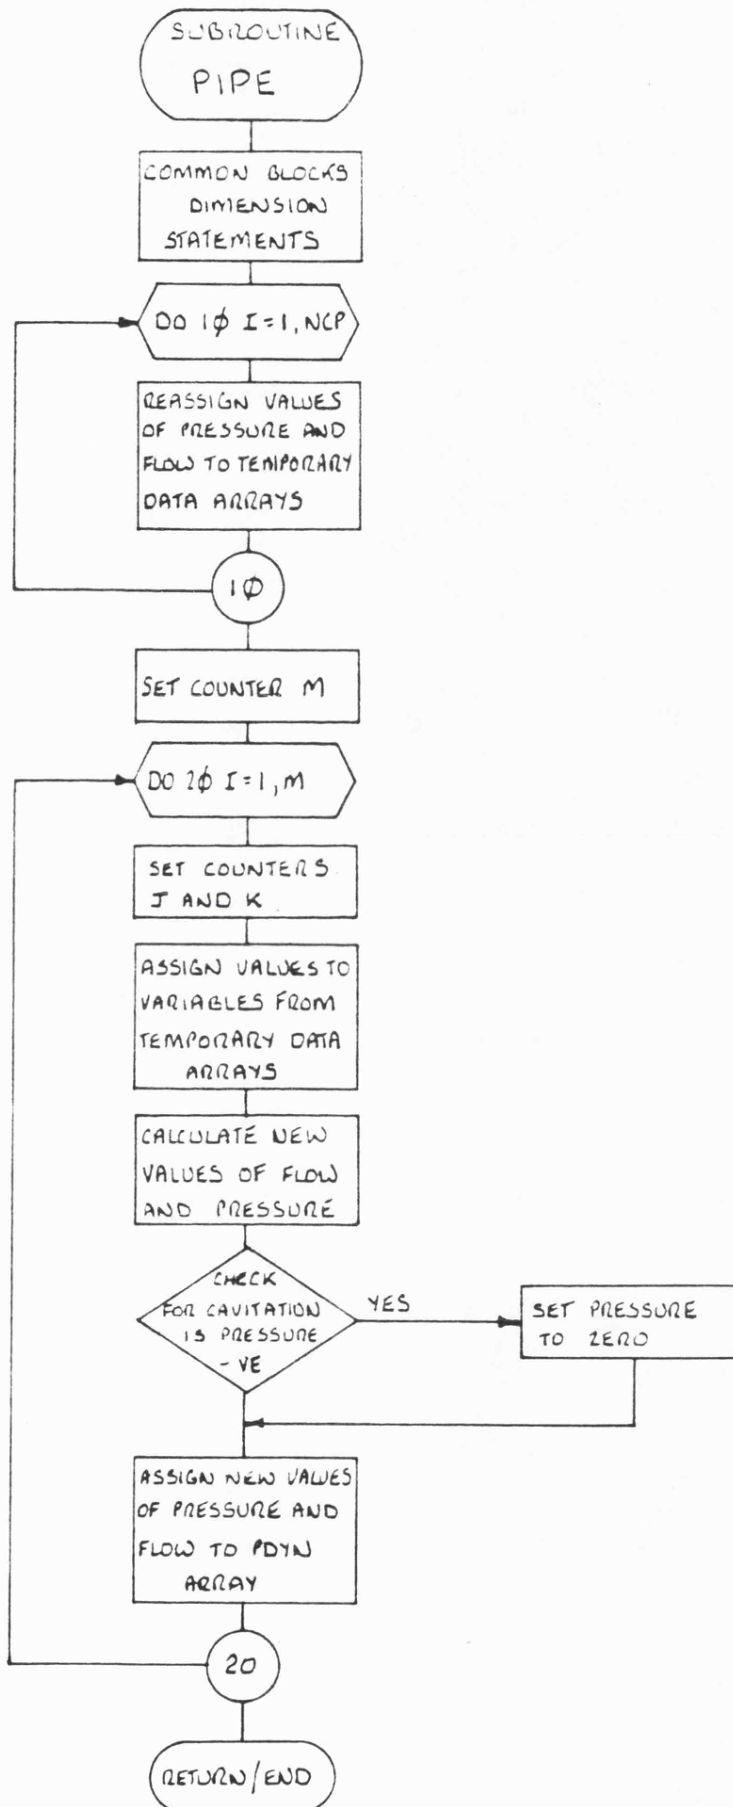 SUBROUTINE
PIPE
COMMON BLOCKS
DIMENSION
STATEMENTS
DO 1φ I=1, NCP
REASSIGN VALUES
OF PRESSURE AND
FLOW TO TEMPORARY
DATA ARRAYS
1φ
SET COUNTER M
DO 2φ I=1, M
SET COUNTERS
J AND K
ASSIGN VALUES TO
VARIABLES FROM
TEMPORARY DATA
ARRAYS
CALCULATE NEW
VALUES OF FLOW
AND PRESSURE
CHECK
FOR CAVITATION
IS PRESSURE
- VE
YES
SET PRESSURE
TO ZERO
ASSIGN NEW VALUES
OF PRESSURE AND
FLOW TO PDYN
ARRAY
20
RETURN/END